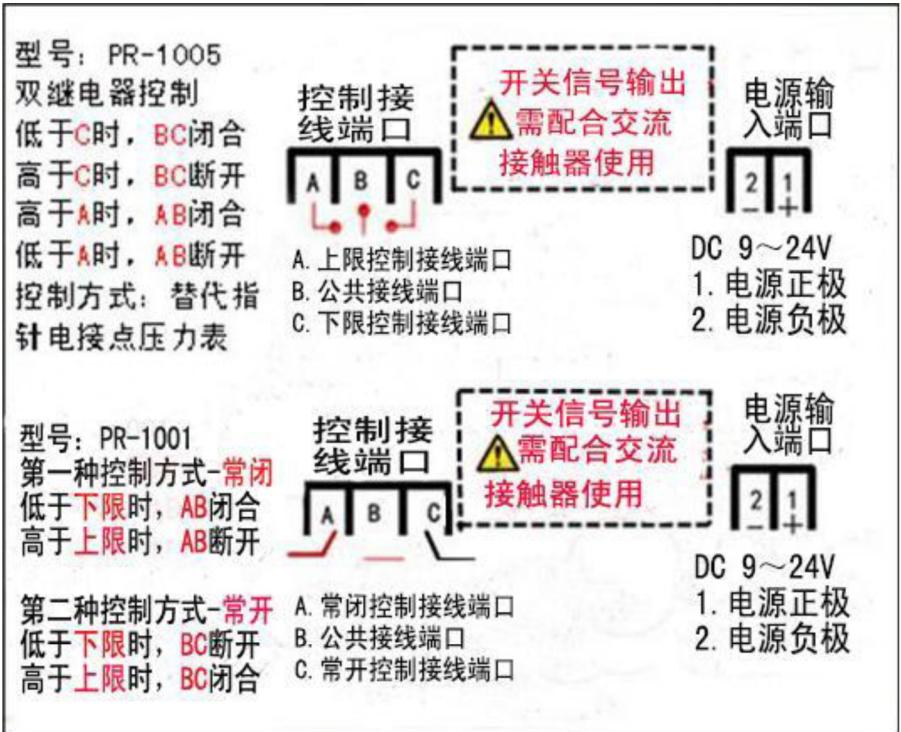 型号：PR-1005
双继电器控制
低于C时，BC闭合
高于C时，BC断开
高于A时，AB闭合
低于A时，AB断开
控制方式：替代指
针电接点压力表
控制接
线端口
A B C
A.上限控制接线端口
B.公共接线端口
C.下限控制接线端口
开关信号输出
需配合交流
接触器使用
电源输
入端口
2 1
- +
DC 9～24V
1.电源正极
2.电源负极
型号：PR-1001
第一种控制方式-常闭
低于下限时，AB闭合
高于上限时，AB断开
第二种控制方式-常开
低于下限时，BC断开
高于上限时，BC闭合
控制接
线端口
A B C
A.常闭控制接线端口
B.公共接线端口
C.常开控制接线端口
开关信号输出
需配合交流
接触器使用
电源输
入端口
2 1
- +
DC 9～24V
1.电源正极
2.电源负极